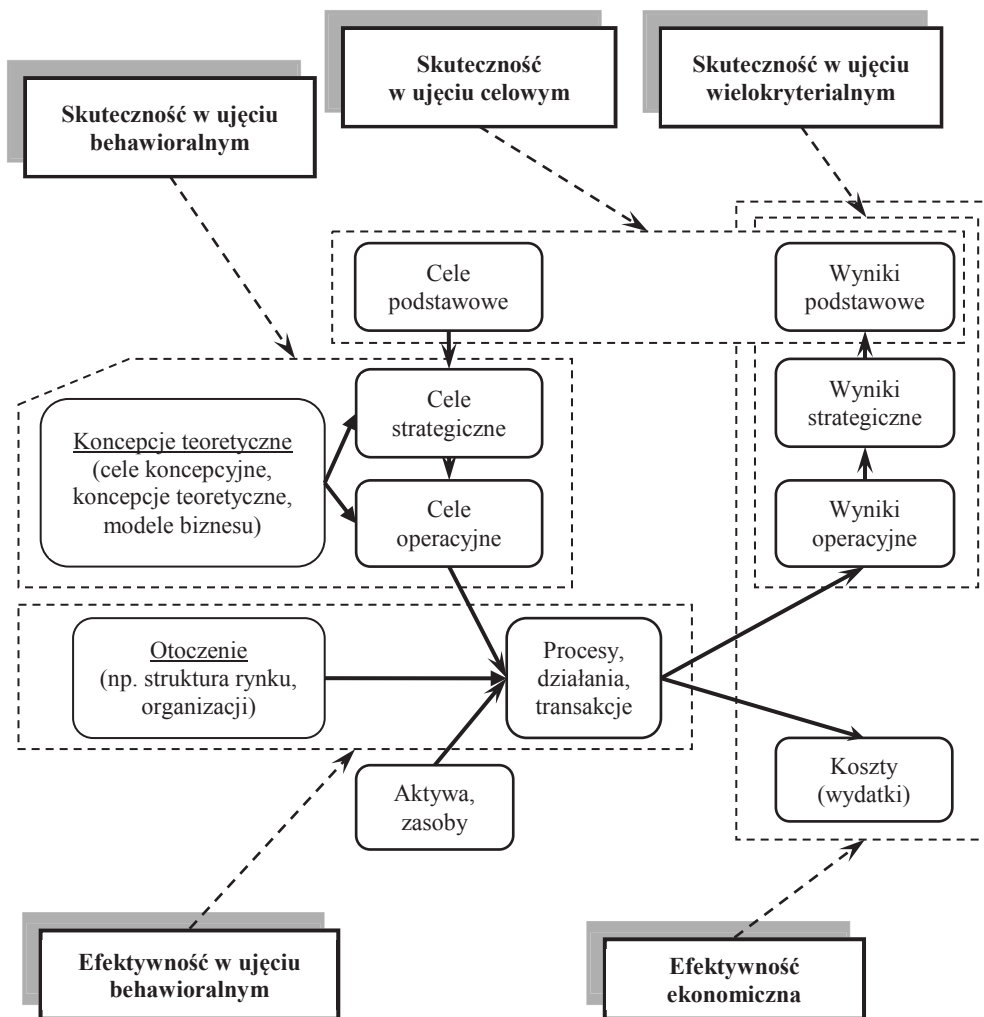 Skuteczność w ujęciu
behawioralnym
Skuteczność
w ujęciu celowym
Skuteczność w ujęciu
wielokryterialnym
Cele
podstawowe
Wyniki
podstawowe
Koncepcje teoretyczne
(cele koncepcyjne,
koncepcje teoretyczne,
modele biznesu)
Cele
strategiczne
Wyniki
strategiczne
Cele
operacyjne
Wyniki
operacyjne
Otoczenie
(np. struktura rynku,
organizacji)
Procesy,
działania,
transakcje
Aktywa,
zasoby
Koszty
(wydatki)
Efektywność w ujęciu
behawioralnym
Efektywność
ekonomiczna